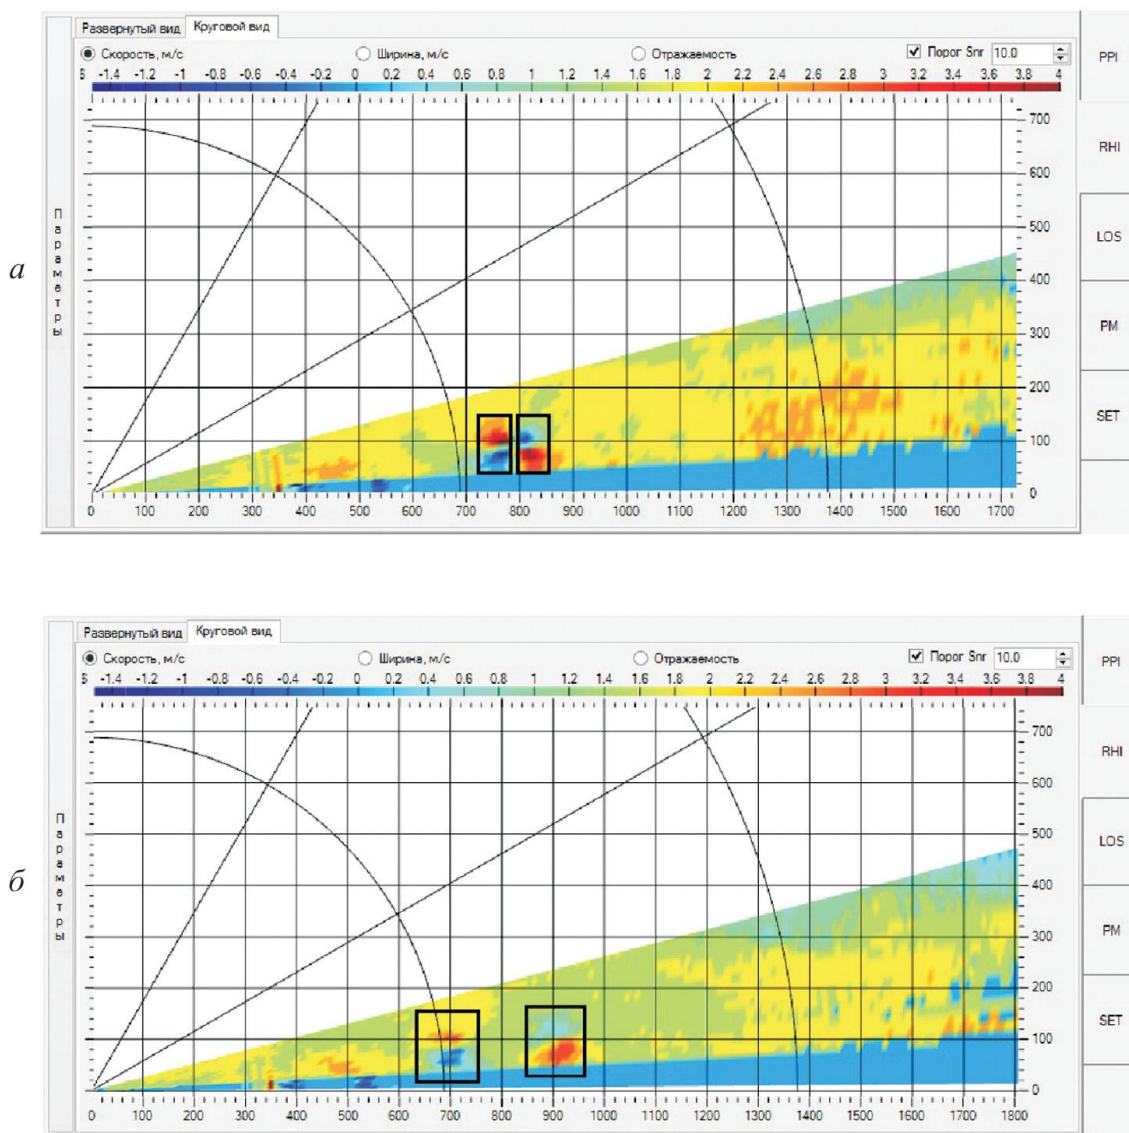 а
Развернутый вид Круговой вид
Скорость, м/с Ширина, м/с Отражаемость Порог Snr 10.0
6 -1.4 -1.2 -1 -0.8 -0.6 -0.4 -0.2 0 0.2 0.4 0.6 0.8 1 1.2 1.4 1.6 1.8 2 2.2 2.4 2.6 2.8 3 3.2 3.4 3.6 3.8 4
Параметры
700
600
500
400
300
200
100
0
0 100 200 300 400 500 600 700 800 900 1000 1100 1200 1300 1400 1500 1600 1700
PPI
RHI
LOS
PM
SET
б
Развернутый вид Круговой вид
Скорость, м/с Ширина, м/с Отражаемость Порог Snr 10.0
6 -1.4 -1.2 -1 -0.8 -0.6 -0.4 -0.2 0 0.2 0.4 0.6 0.8 1 1.2 1.4 1.6 1.8 2 2.2 2.4 2.6 2.8 3 3.2 3.4 3.6 3.8 4
Параметры
700
600
500
400
300
200
100
0
0 100 200 300 400 500 600 700 800 900 1000 1100 1200 1300 1400 1500 1600 1700 1800
PPI
RHI
LOS
PM
SET